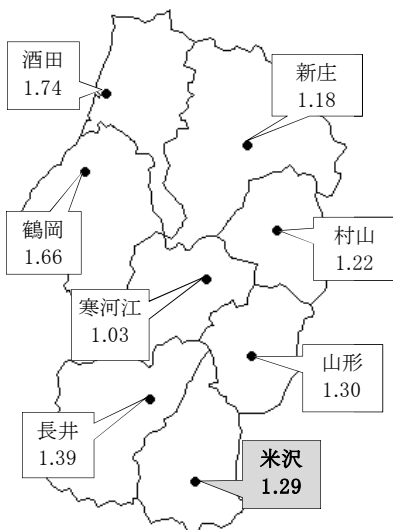 酒田
1.74
新庄
1.18
鶴岡
1.66
村山
1.22
寒河江
1.03
山形
1.30
長井
1.39
米沢
1.29